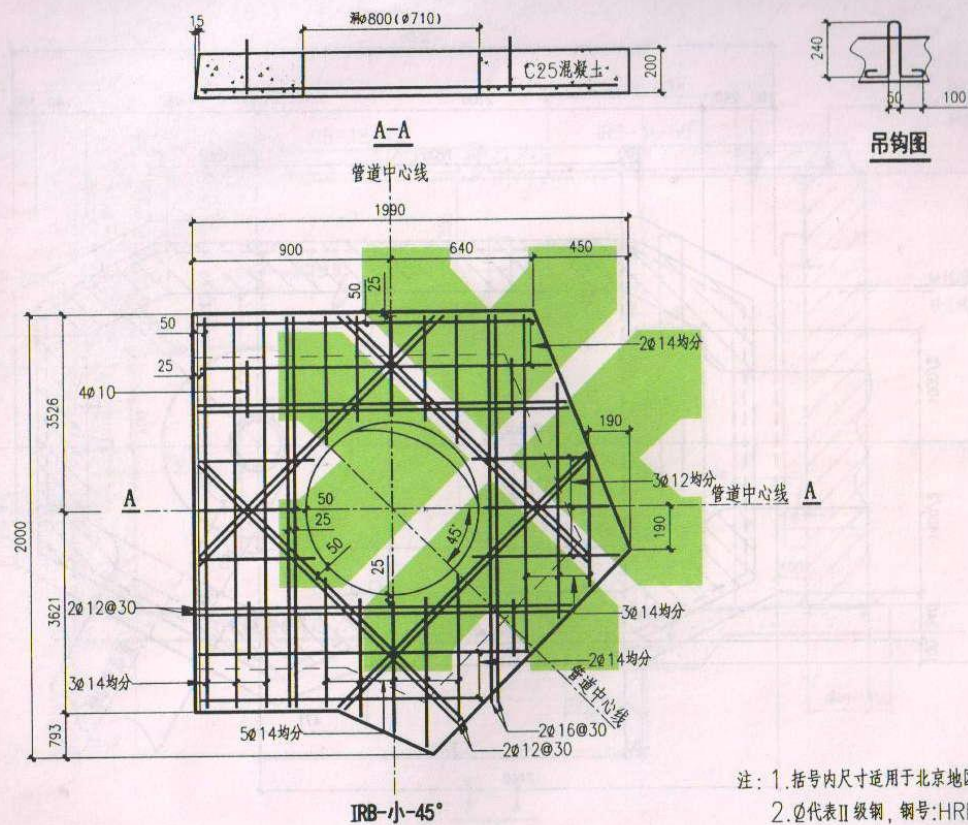 15
洞ø800(ø710)
C25混凝土
200
A-A
240
50
100
吊钩图
管道中心线
1990
900
640
450
50
25
50
25
4ø10
2ø14均分
190
3ø12均分
管道中心线
A
A
50
25
50
45°
25
190
2000
3526
3621
793
2ø12@30
3ø14均分
3ø14均分
2ø14均分
管道中心线
5ø14均分
2ø16@30
2ø12@30
IRB-小-45°
注: 1.括号内尺寸适用于北京地
2.ø代表Ⅱ级钢, 钢号:HR